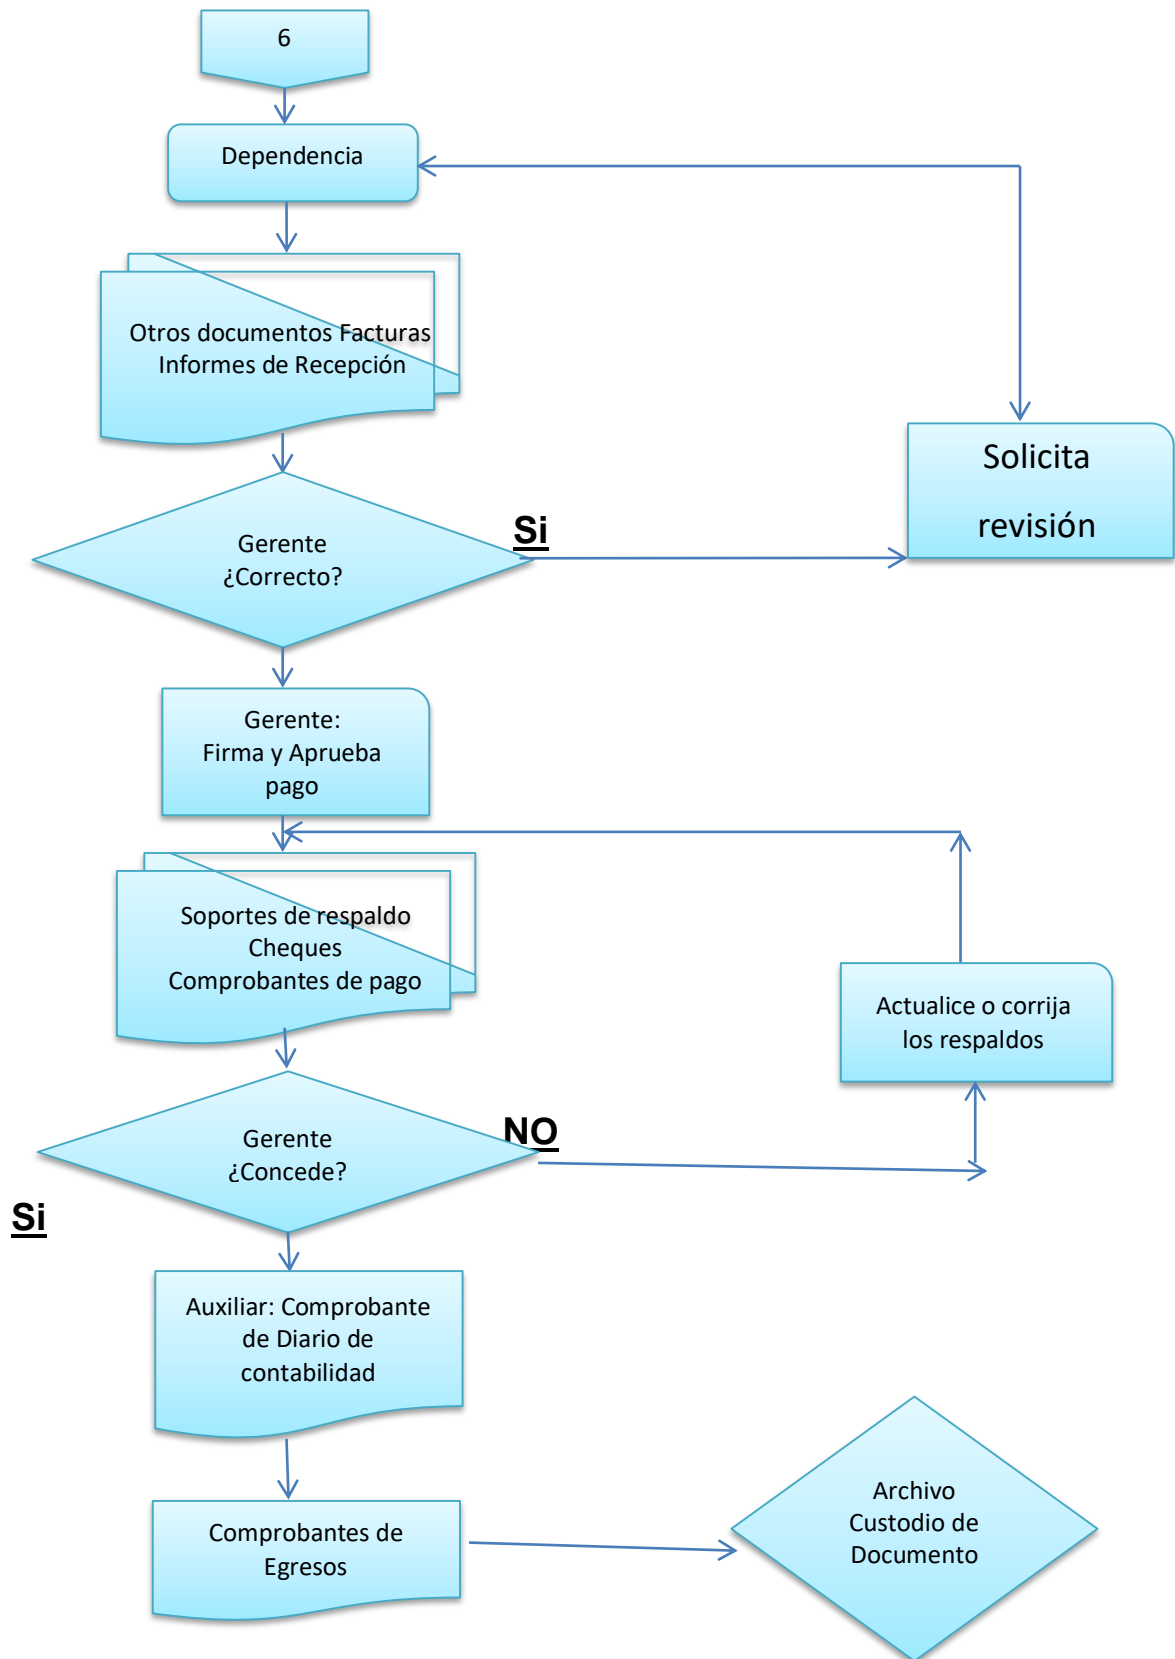 6
Dependencia
Otros documentos Facturas
Informes de Recepción
Solicita
revisión
Si
Gerente
¿Correcto?
Gerente:
Firma y Aprueba
pago
Soportes de respaldo
Cheques
Comprobantes de pago
Actualice o corrija
los respaldos
NO
Gerente
¿Concede?
Si
Auxiliar: Comprobante
de Diario de
contabilidad
Comprobantes de
Egresos
Archivo
Custodio de
Documento